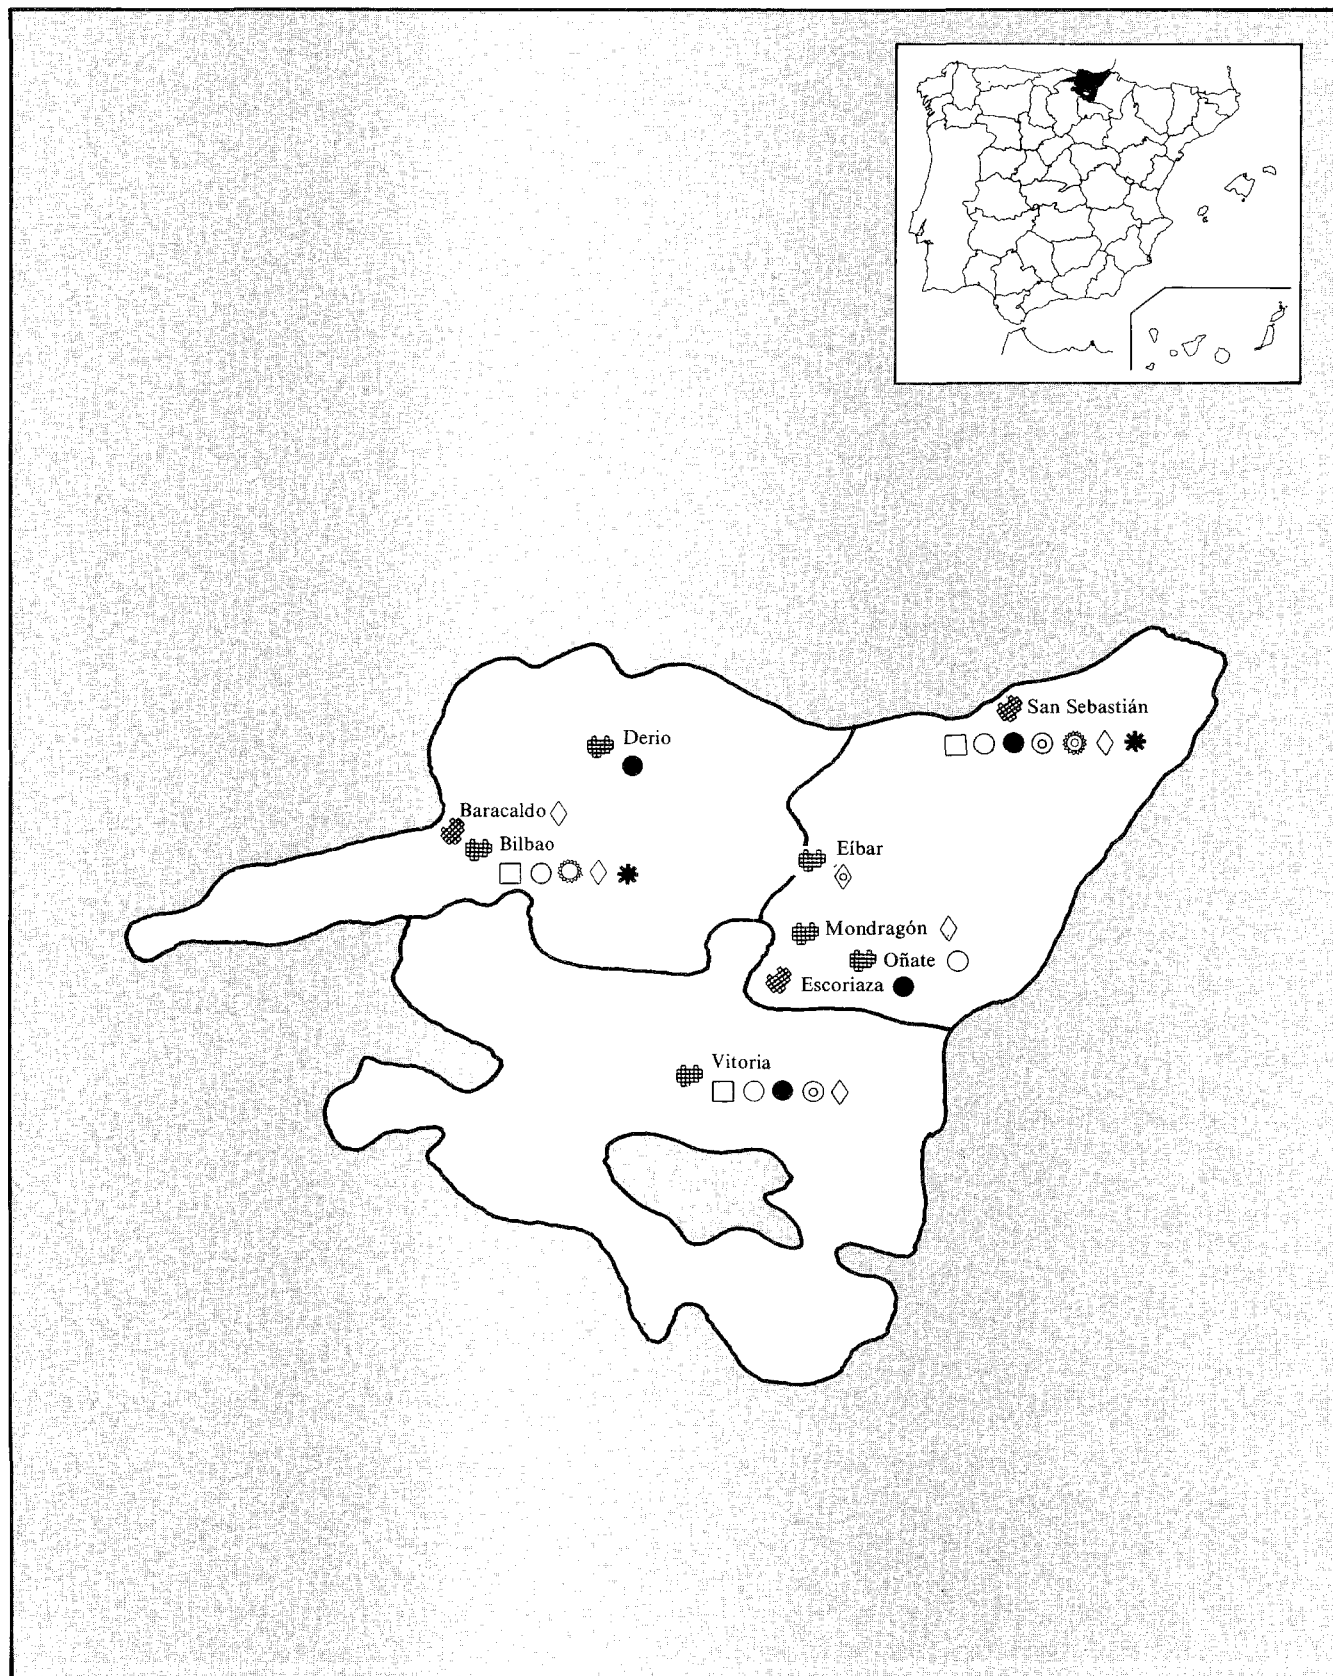 San Sebastián
Derio
Baracaldo
Bilbao
Eíbar
Mondragón
Oñate
Escoriaza
Vitoria